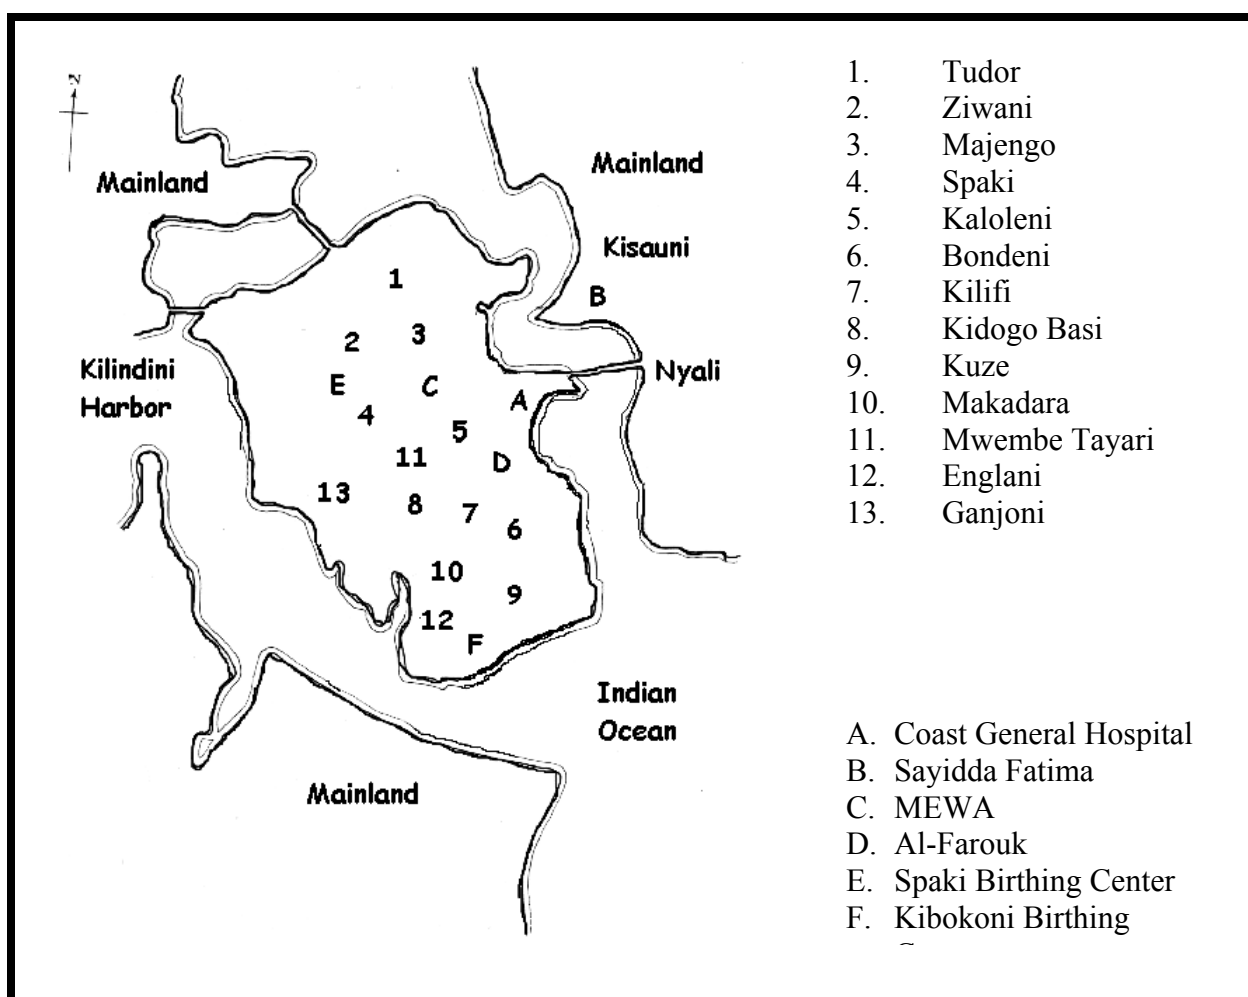 N
Mainland
Mainland
Kisauni
B
1
2
3
Kilindini
Harbor
Nyali
E
C
A
4
5
11
D
13
8
7
6
10
9
12
F
Indian
Ocean
Mainland
1. Tudor
2. Ziwani
3. Majengo
4. Spaki
5. Kaloleni
6. Bondeni
7. Kilifi
8. Kidogo Basi
9. Kuze
10. Makadara
11. Mwembe Tayari
12. Englani
13. Ganjoni
A. Coast General Hospital
B. Sayidda Fatima
C. MEWA
D. Al-Farouk
E. Spaki Birthing Center
F. Kibokoni Birthing